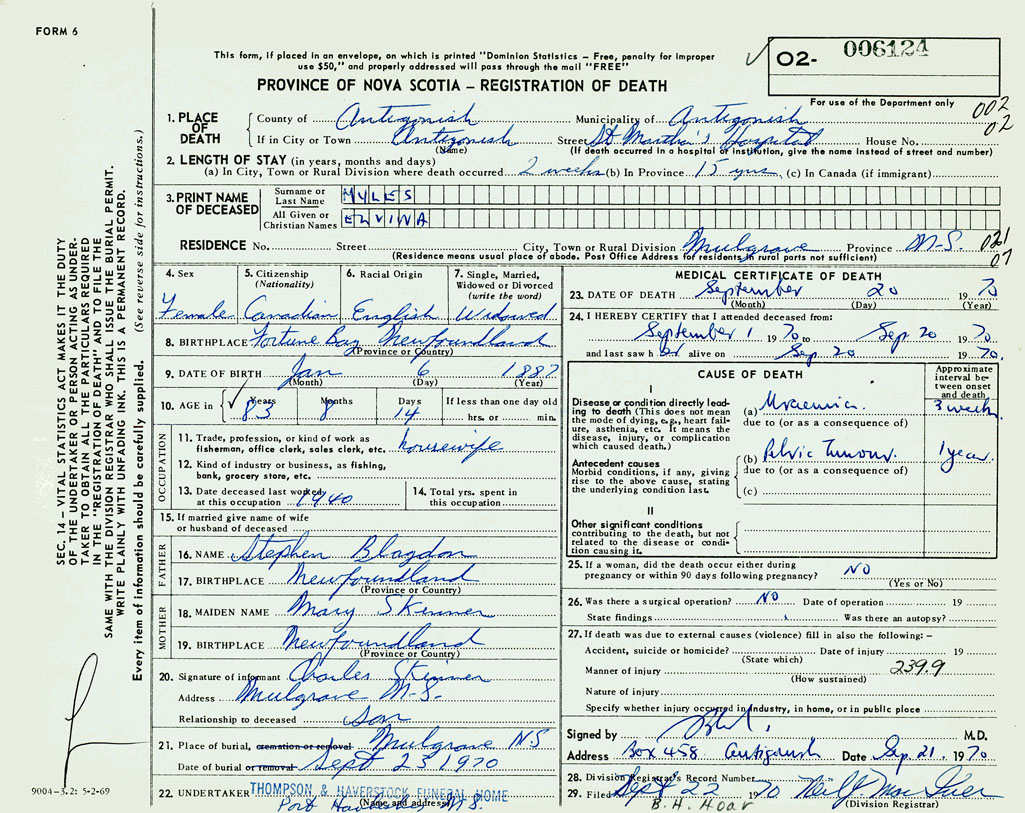 FORM 6
This form, if placed in an envelope, on which is printed "Dominion Statistics – Free, penalty for improper
use $50," and properly addressed will pass through the mail "FREE"
PROVINCE OF NOVA SCOTIA – REGISTRATION OF DEATH
O2- 006124
For use of the Department only
002
02
1. PLACE OF DEATH
County of Antigonish Municipality of Antigonish
If in City or Town Antigonish Street St. Martha's Hospital House No.
(Name) (If death occurred in a hospital or institution, give the name instead of street and number)
2. LENGTH OF STAY (in years, months and days)
(a) In City, Town or Rural Division where death occurred 2 weeks (b) In Province 15 yrs (c) In Canada (if immigrant)
3. PRINT NAME OF DECEASED
Surname or Last Name MYLES
All Given or Christian Names ELVINA
RESIDENCE No. Street City, Town or Rural Division Mulgrave Province N.S.
(Residence means usual place of abode. Post Office Address for residents in rural parts not sufficient)
07
4. Sex
Female
5. Citizenship
(Nationality)
Canadian
6. Racial Origin
English
7. Single, Married,
Widowed or Divorced
(write the word)
Widowed
8. BIRTHPLACE Fortune Bay Newfoundland
(Province or Country)
9. DATE OF BIRTH Jan 6 1887
(Month) (Day) (Year)
10. AGE in Years Months Days If less than one day old
83 8 14 hrs. or min.
OCCUPATION
11. Trade, profession, or kind of work as
fisherman, office clerk, sales clerk, etc. housewife
12. Kind of industry or business, as fishing,
bank, grocery store, etc.
13. Date deceased last worked
at this occupation 1940
14. Total yrs. spent in
this occupation
15. If married give name of wife
or husband of deceased
FATHER
16. NAME Stephen Blagdon
17. BIRTHPLACE Newfoundland
(Province or Country)
MOTHER
18. MAIDEN NAME Mary Skinner
19. BIRTHPLACE Newfoundland
(Province or Country)
20. Signature of informant Charles Skinner
Address Mulgrave N.S.
Relationship to deceased son
21. Place of burial, cremation or removal Mulgrave NS
Date of burial or removal Sept 23 1970
22. UNDERTAKER THOMPSON & HAVERSTOCK FUNERAL HOME
(Name and address) N.S.
MEDICAL CERTIFICATE OF DEATH
23. DATE OF DEATH September 20 1970
(Month) (Day) (Year)
24. I HEREBY CERTIFY that I attended deceased from:
September 1 1970 to Sep 20 1970
and last saw her alive on Sep 20 1970
CAUSE OF DEATH
Approximate
interval be-
tween onset
and death
I
Disease or condition directly lead-
ing to death (This does not mean
the mode of dying, e.g., heart fail-
ure, asthenia, etc. It means the
disease, injury, or complication
which caused death.)
(a) Uraemia 3 weeks
due to (or as a consequence of)
Antecedent causes
Morbid conditions, if any, giving
rise to the above cause, stating
the underlying condition last.
(b) Pelvic Tumour. 1 year.
due to (or as a consequence of)
(c)
II
Other significant conditions
contributing to the death, but not
related to the disease or condi-
tion causing it.
25. If a woman, did the death occur either during
pregnancy or within 90 days following pregnancy? NO
(Yes or No)
26. Was there a surgical operation? NO Date of operation 19
State findings Was there an autopsy?
27. If death was due to external causes (violence) fill in also the following: –
Accident, suicide or homicide? Date of injury 19
(State which)
Manner of injury 239.9
(How sustained)
Nature of injury
Specify whether injury occurred in Industry, in home, or in public place
Signed by M.D.
Address Box 458 Antigonish Date Sep. 21, 1970
28. Division Registrar's Record Number
29. Filed Sept 22 1970
B. H. Hoar (Division Registrar)
SEC. 14 – VITAL STATISTICS ACT MAKES IT THE DUTY
OF THE UNDERTAKER OR PERSON ACTING AS UNDER-
TAKER TO OBTAIN ALL THE PARTICULARS REQUIRED
IN THE "REGISTRATION OF DEATH" AND TO FILE THE
SAME WITH THE DIVISION REGISTRAR WHO SHALL ISSUE THE BURIAL PERMIT.
WRITE PLAINLY WITH UNFADING INK. THIS IS A PERMANENT RECORD.
Every item of information should be carefully supplied. (See reverse side for instructions.)
9004-3.2: 5-2-69